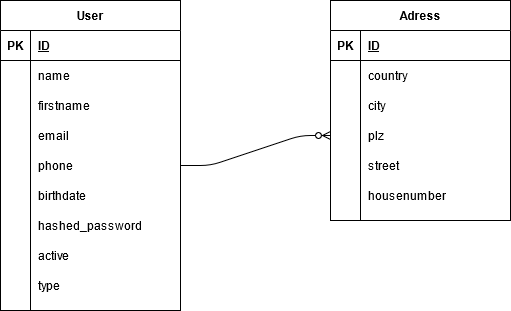 User
PK ID
name
firstname
email
phone
birthdate
hashed_password
active
type
Adress
PK ID
country
city
plz
street
housenumber